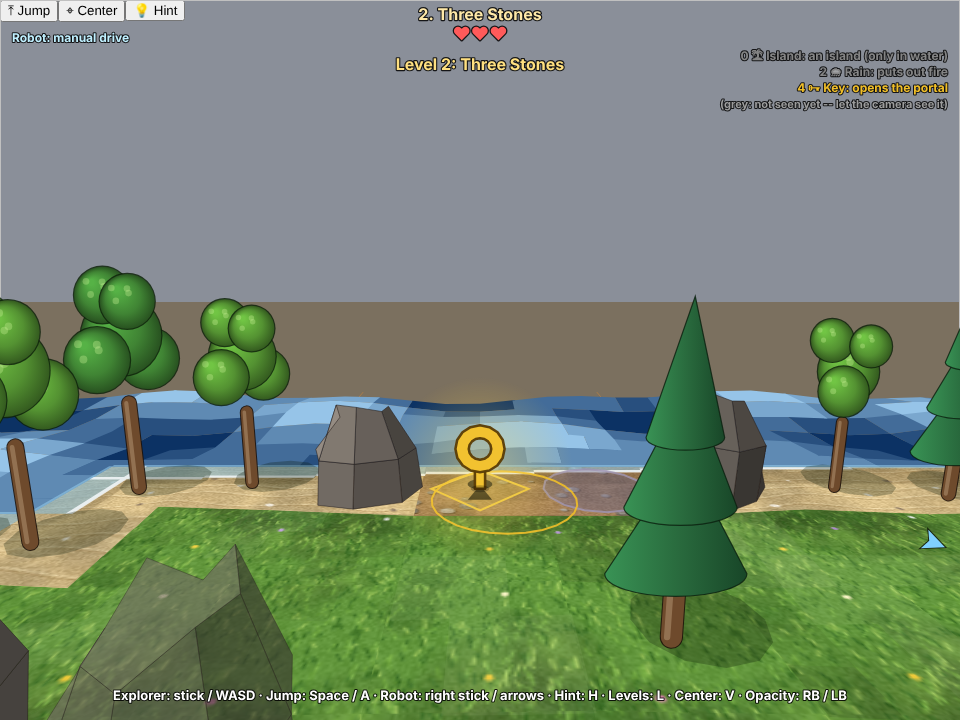 ⤒ Jump
⌖ Center
💡 Hint
2. Three Stones
Robot: manual drive
Level 2: Three Stones
0 🏝 Island: an island (only in water)
2 🌧 Rain: puts out fire
4 🗝 Key: opens the portal
(grey: not seen yet -- let the camera see it)
Explorer: stick / WASD · Jump: Space / A · Robot: right stick / arrows · Hint: H · Levels: L · Center: V · Opacity: RB / LB